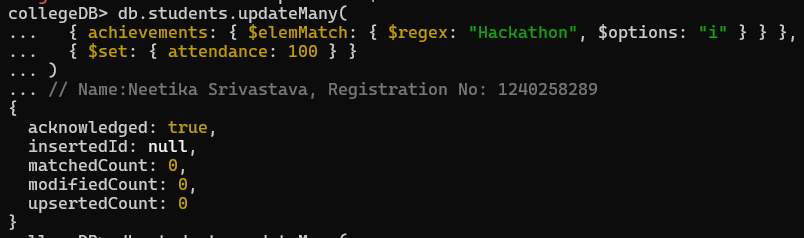 collegeDB> db.students.updateMany(
...   { achievements: { $elemMatch: { $regex: "Hackathon", $options: "i" } } },
...   { $set: { attendance: 100 } }
... )
... // Name:Neetika Srivastava, Registration No: 1240258289
{
  acknowledged: true,
  insertedId: null,
  matchedCount: 0,
  modifiedCount: 0,
  upsertedCount: 0
}